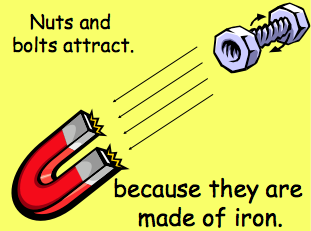 Nuts and
bolts attract.
because they are
made of iron.